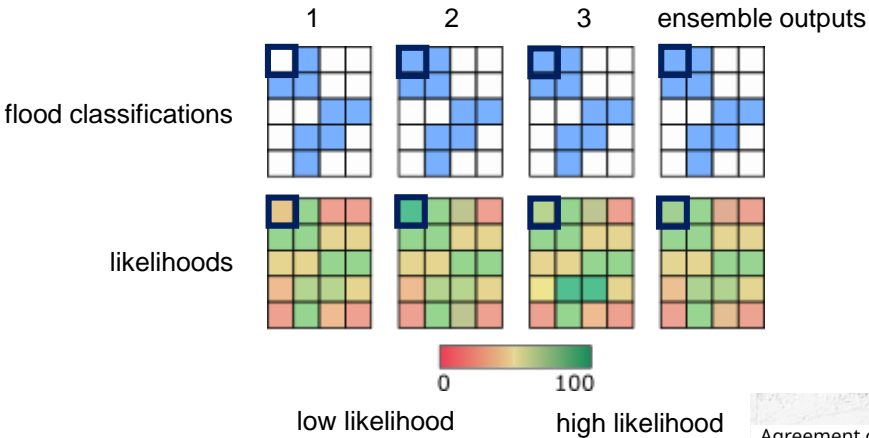 1 2 3 ensemble outputs
flood classifications
likelihoods
0 100
low likelihood high likelihood
Agreement